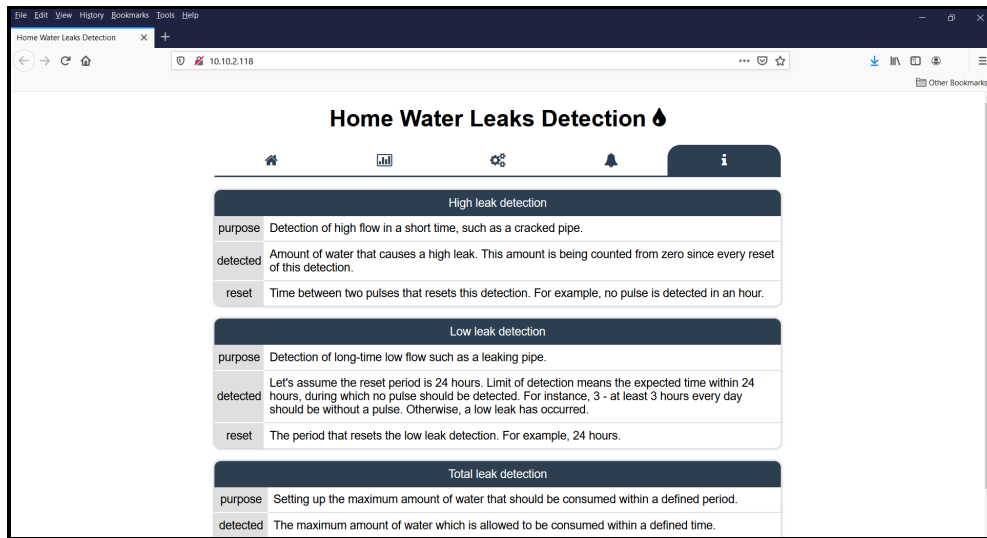 File Edit View History Bookmarks Tools Help
Home Water Leaks Detection
10.10.2.118
Other Bookmarks
Home Water Leaks Detection
High leak detection
purpose Detection of high flow in a short time, such as a cracked pipe.
detected Amount of water that causes a high leak. This amount is being counted from zero since every reset
of this detection.
reset Time between two pulses that resets this detection. For example, no pulse is detected in an hour.
Low leak detection
purpose Detection of long-time low flow such as a leaking pipe.
Let's assume the reset period is 24 hours. Limit of detection means the expected time within 24
detected hours, during which no pulse should be detected. For instance, 3 - at least 3 hours every day
should be without a pulse. Otherwise, a low leak has occurred.
reset The period that resets the low leak detection. For example, 24 hours.
Total leak detection
purpose Setting up the maximum amount of water that should be consumed within a defined period.
detected The maximum amount of water which is allowed to be consumed within a defined time.